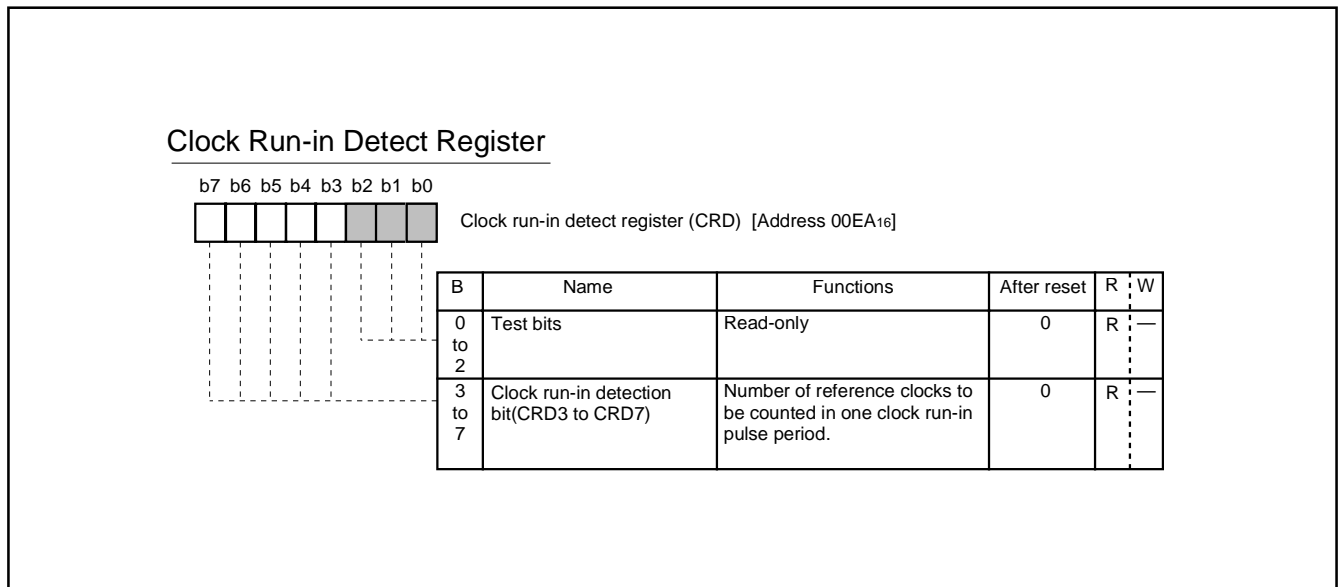 Clock Run-in Detect Register
b7 b6 b5 b4 b3 b2 b1 b0
Clock run-in detect register (CRD) [Address 00EA16]
B Name Functions After reset R W
0 to 2 Test bits Read-only 0 R —
3 to 7 Clock run-in detection bit(CRD3 to CRD7) Number of reference clocks to be counted in one clock run-in pulse period. 0 R —